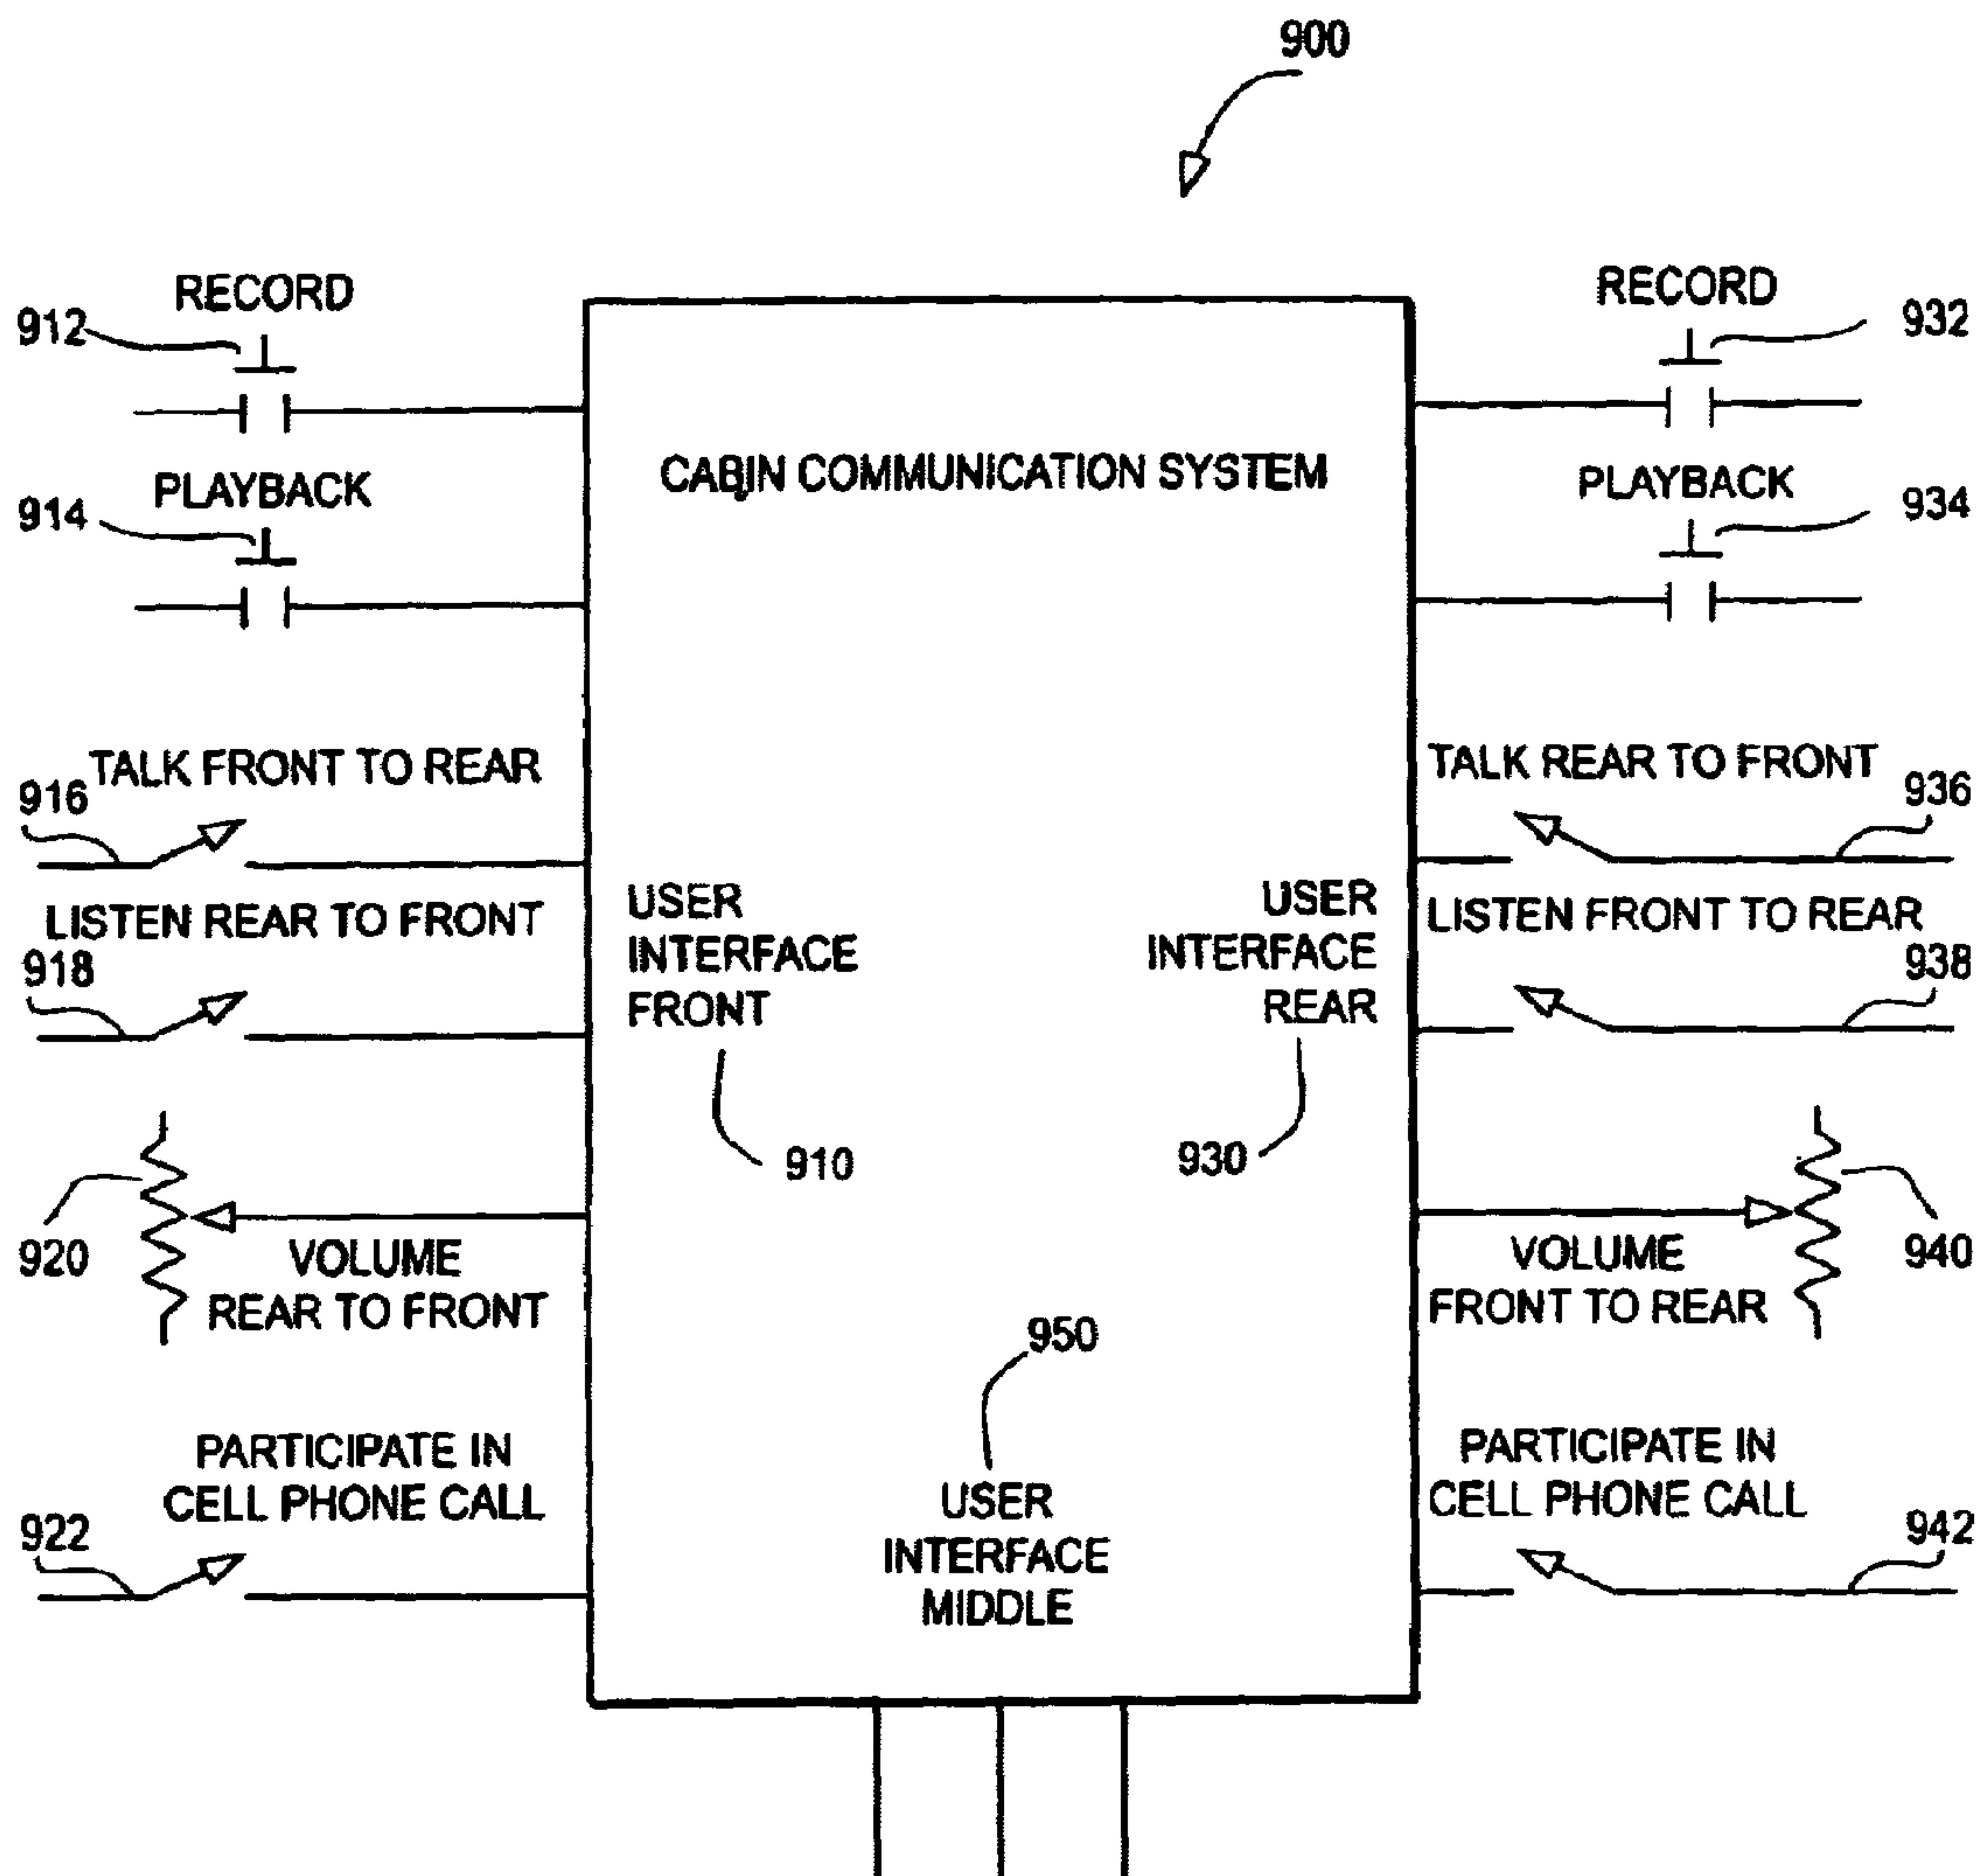 900
RECORD
912
PLAYBACK
914
TALK FRONT TO REAR
916
LISTEN REAR TO FRONT
918
920
VOLUME
REAR TO FRONT
PARTICIPATE IN
CELL PHONE CALL
922
CABIN COMMUNICATION SYSTEM
USER
INTERFACE
FRONT
910
USER
INTERFACE
REAR
930
950
USER
INTERFACE
MIDDLE
RECORD
932
PLAYBACK
934
TALK REAR TO FRONT
936
LISTEN FRONT TO REAR
938
VOLUME
FRONT TO REAR
940
PARTICIPATE IN
CELL PHONE CALL
942